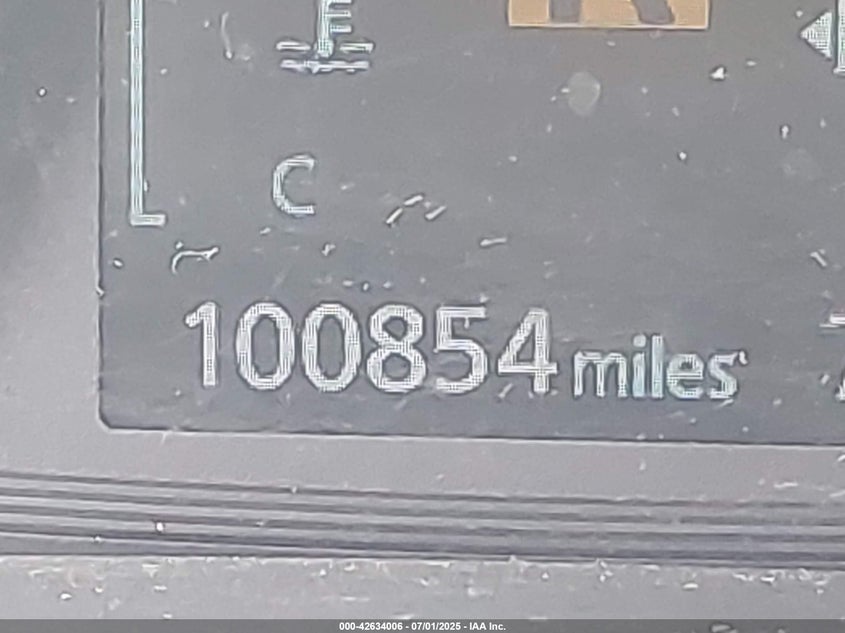 C
100854 miles
000-42634006 - 07/01/2025 - IAA Inc.